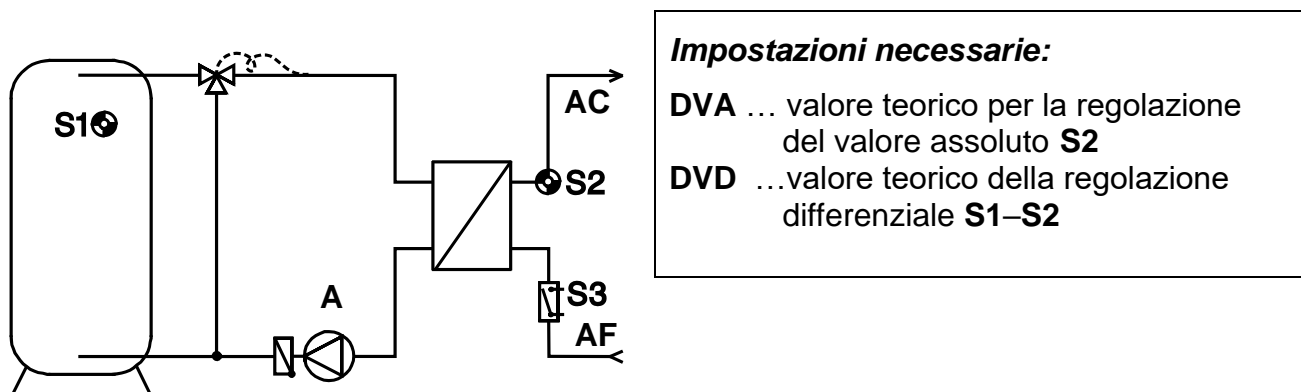 S1
AC
S2
A
S3
AF
Impostazioni necessarie:
DVA … valore teorico per la regolazione
del valore assoluto S2
DVD …valore teorico della regolazione
differenziale S1–S2